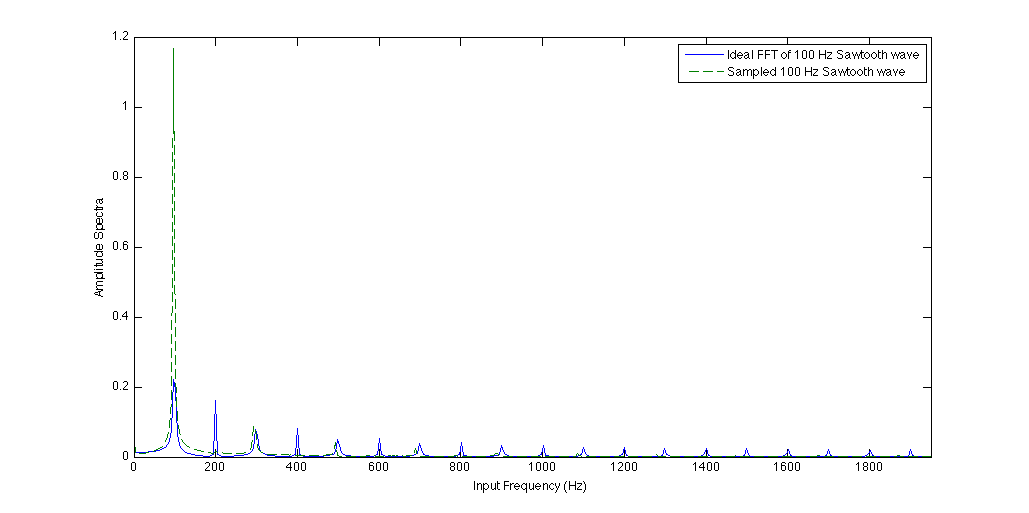 Ideal FFT of 100 Hz Sawtooth wave
Sampled 100 Hz Sawtooth wave
1.2
1
0.8
0.6
0.4
0.2
0
Amplitude Spectra
0 200 400 600 800 1000 1200 1400 1600 1800
Input Frequency (Hz)